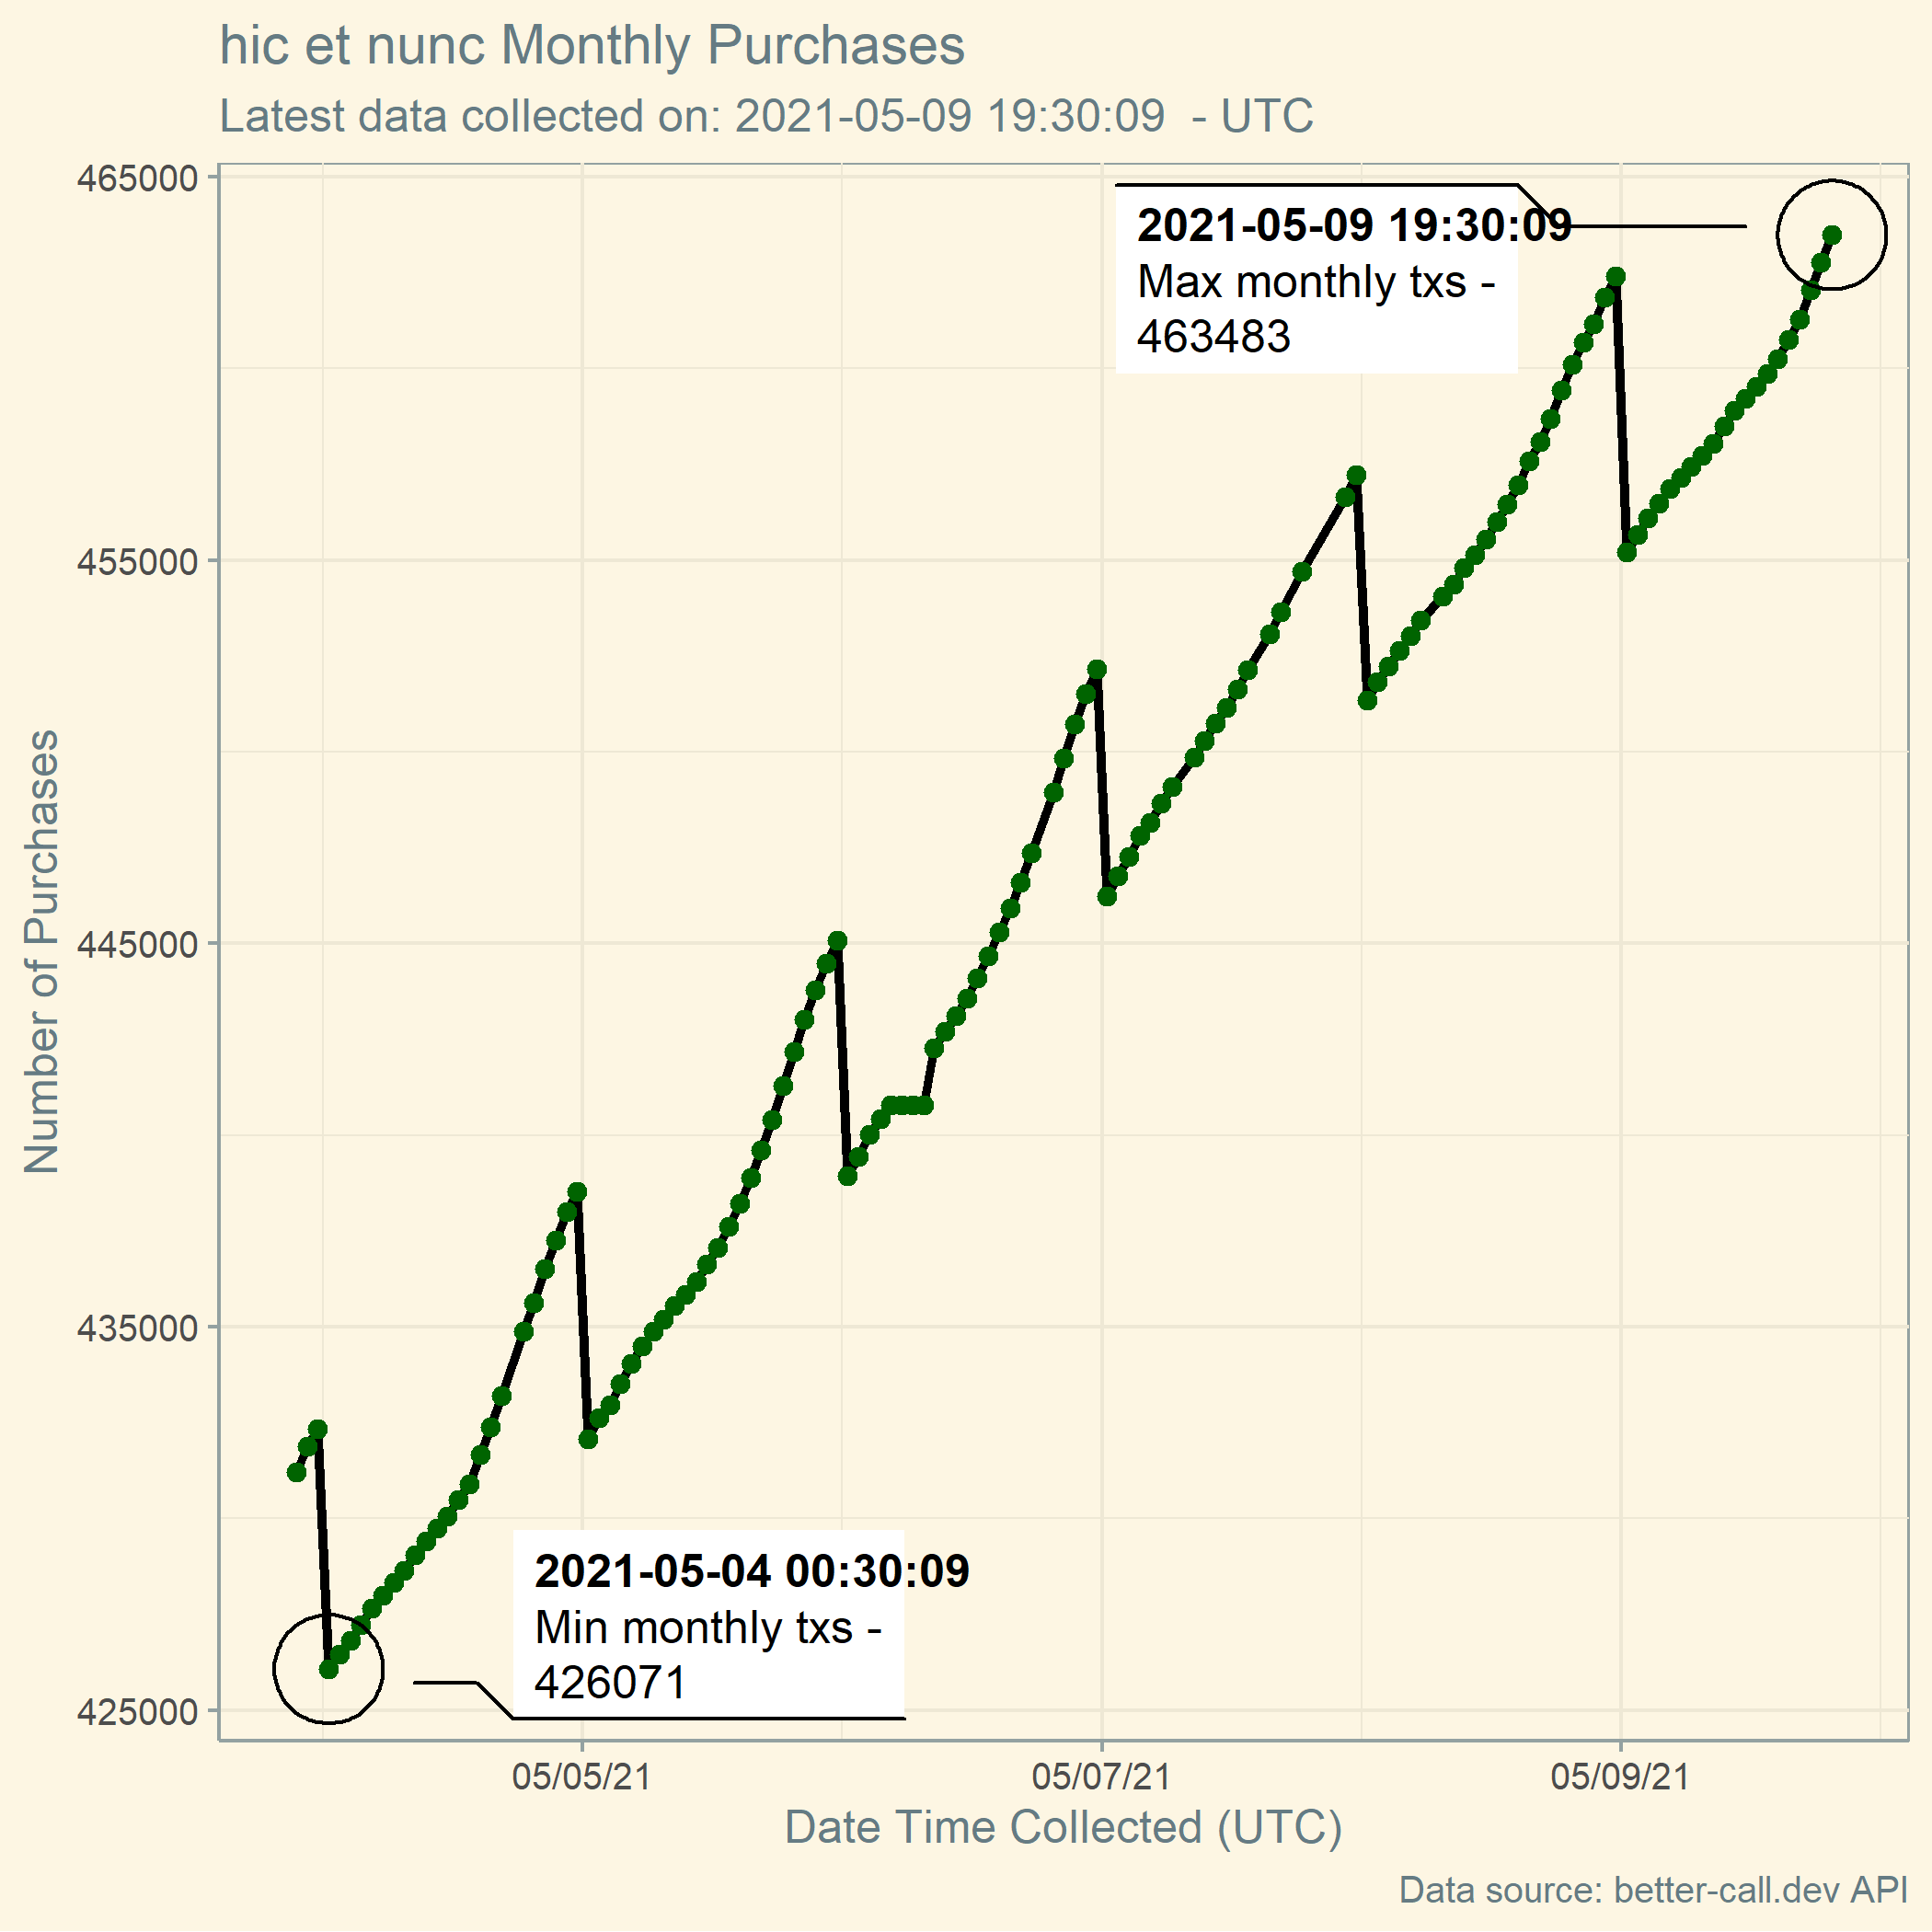 hic et nunc Monthly Purchases
Latest data collected on: 2021-05-09 19:30:09  - UTC
465000
455000
445000
435000
425000
Number of Purchases
2021-05-09 19:30:09
Max monthly txs -
463483
2021-05-04 00:30:09
Min monthly txs -
426071
05/05/21
05/07/21
05/09/21
Date Time Collected (UTC)
Data source: better-call.dev API